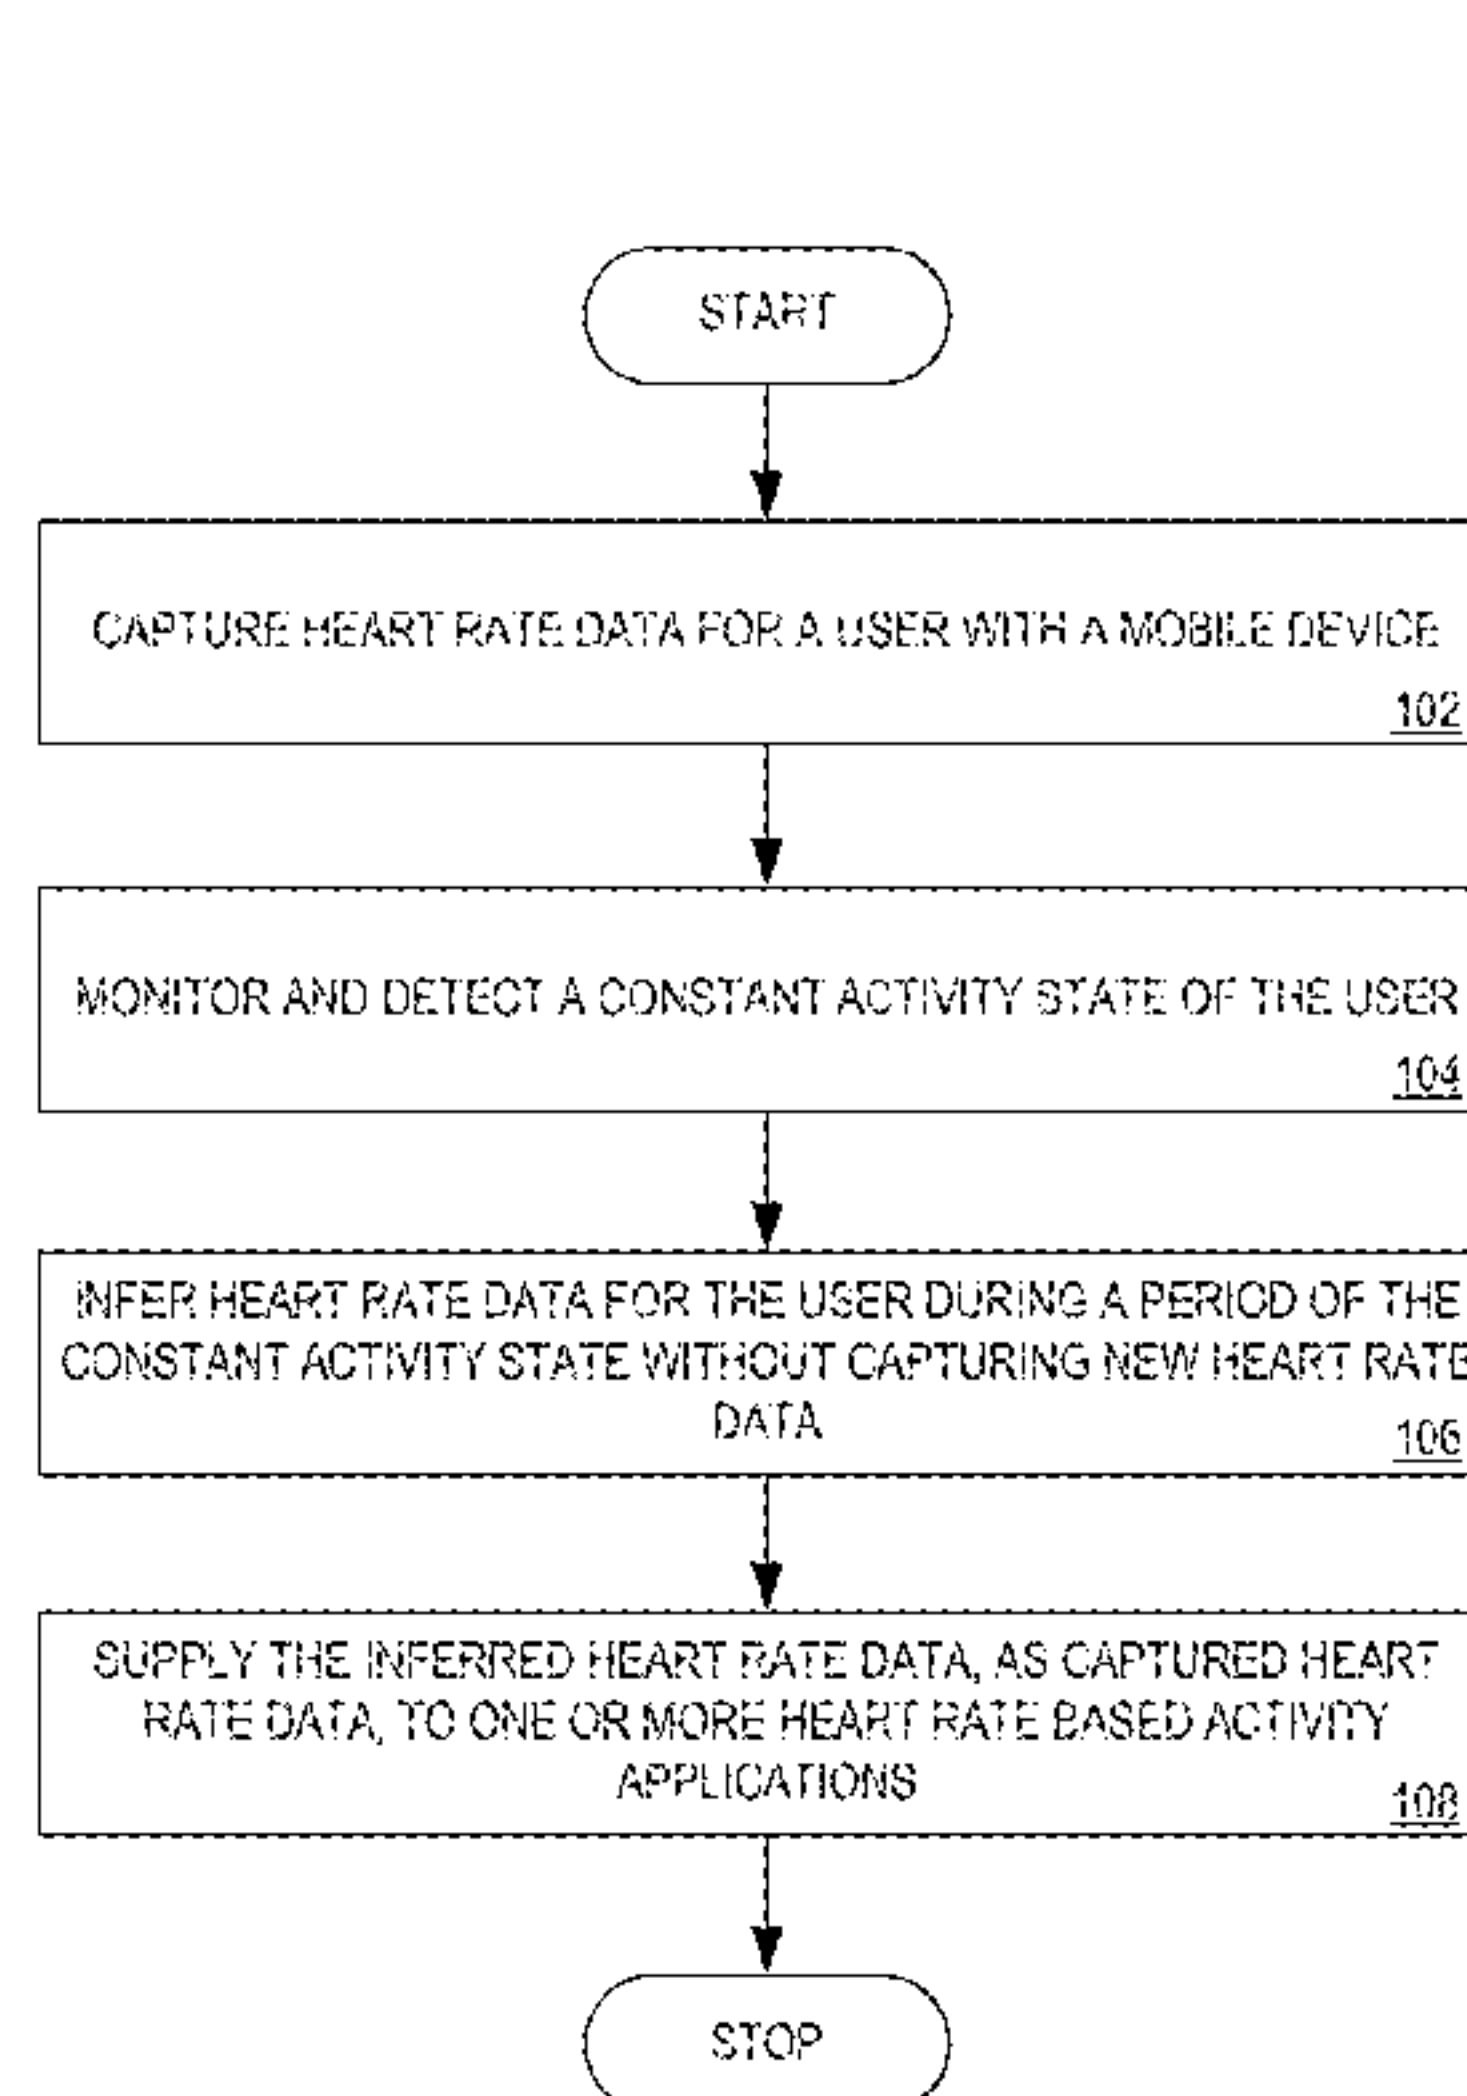 START
CAPTURE HEART RATE DATA FOR A USER WITH A MOBILE DEVICE
102
MONITOR AND DETECT A CONSTANT ACTIVITY STATE OF THE USER
104
INFER HEART RATE DATA FOR THE USER DURING A PERIOD OF THE
CONSTANT ACTIVITY STATE WITHOUT CAPTURING NEW HEART RATE
DATA
106
SUPPLY THE INFERRED HEART RATE DATA, AS CAPTURED HEART
RATE DATA, TO ONE OR MORE HEART RATE BASED ACTIVITY
APPLICATIONS
108
STOP